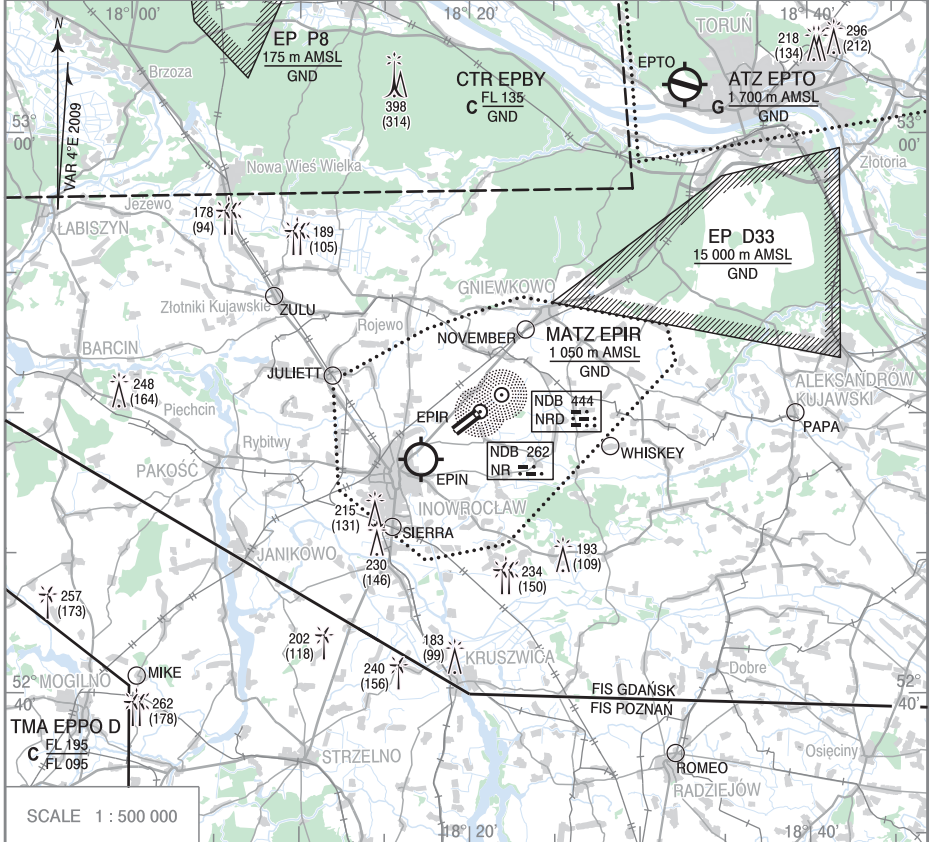 18° 00'
18° 20'
18° 40'
N
VAR 4°E 2009
EP P8
175 m AMSL
GND
Brzoza
398
(314)
CTR EPBY
C FL 135
GND
TORUŃ
218
(134)
296
(212)
EPTO
ATZ EPTO
G 1 700 m AMSL
GND
53°
00'
53°
00'
Złotoria
Nowa Wieś Wielka
Jezewo
ŁABISZYN
178
(94)
189
(105)
EP D33
15 000 m AMSL
GND
GNIEWKOWO
Złotniki Kujawskie
ZULU
Rojewo
NOVEMBER
MATZ EPIR
1 050 m AMSL
GND
BARCIN
JULIETT
248
(164)
Piechcin
ALEKSANDRÓW
KUJAWSKI
PAPA
EPIR
NDB 444
NRD
Rybitwy
PAKOŚĆ
WHISKEY
NDB 262
NR
EPIN
INOWROCŁAW
215
(131)
SIERRA
JANIKOWO
230
(146)
193
(109)
234
(150)
257
(173)
202
(118)
183
(99)
240
(156)
KRUSZWICA
MIKE
MOGILNO
Dobre
52°
40'
52°
40'
262
(178)
FIS GDAŃSK
FIS POZNAŃ
TMA EPPO D
C FL 195
FL 095
STRZELNO
ROMEO
Osięciny
RADZIEJÓW
SCALE 1 : 500 000
18° 20'
18° 40'